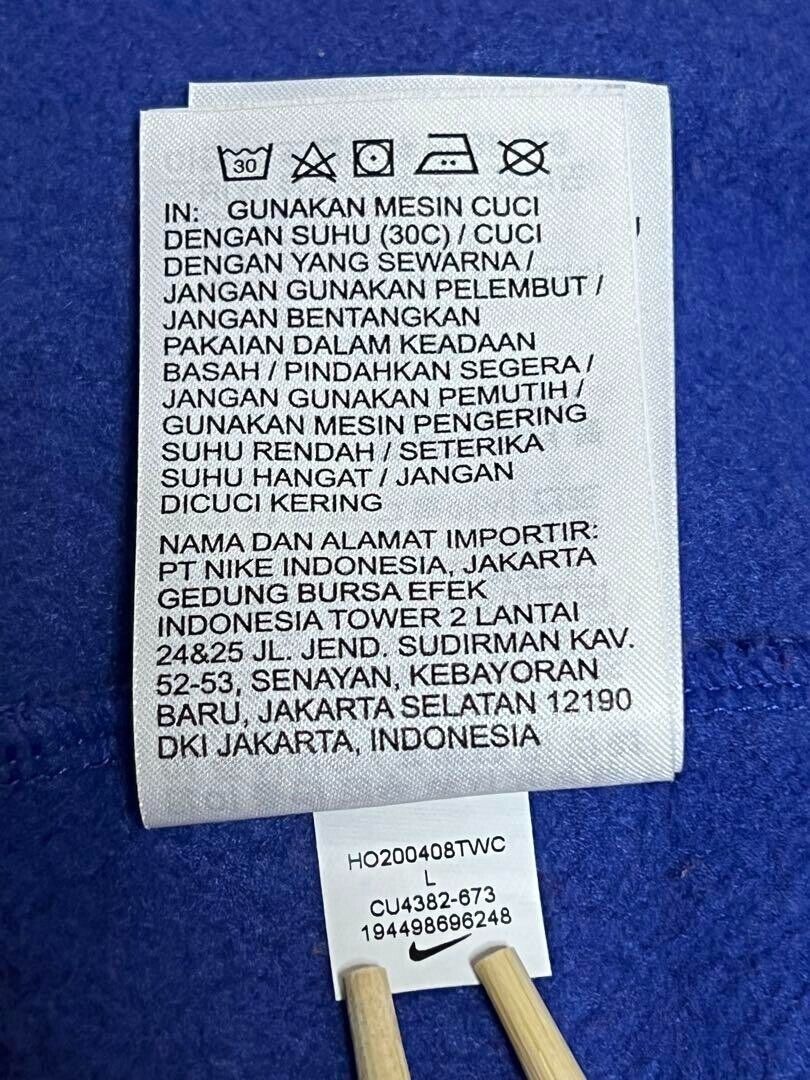 30
IN: GUNAKAN MESIN CUCI
DENGAN SUHU (30C) / CUCI
DENGAN YANG SEWARNA /
JANGAN GUNAKAN PELEMBUT /
JANGAN BENTANGKAN
PAKAIAN DALAM KEADAAN
BASAH / PINDAHKAN SEGERA /
JANGAN GUNAKAN PEMUTIH /
GUNAKAN MESIN PENGERING
SUHU RENDAH / SETERIKA
SUHU HANGAT / JANGAN
DICUCI KERING
NAMA DAN ALAMAT IMPORTIR:
PT NIKE INDONESIA, JAKARTA
GEDUNG BURSA EFEK
INDONESIA TOWER 2 LANTAI
24&25 JL. JEND. SUDIRMAN KAV.
52-53, SENAYAN, KEBAYORAN
BARU, JAKARTA SELATAN 12190
DKI JAKARTA, INDONESIA
HO200408TWC
L
CU4382-673
194498696248